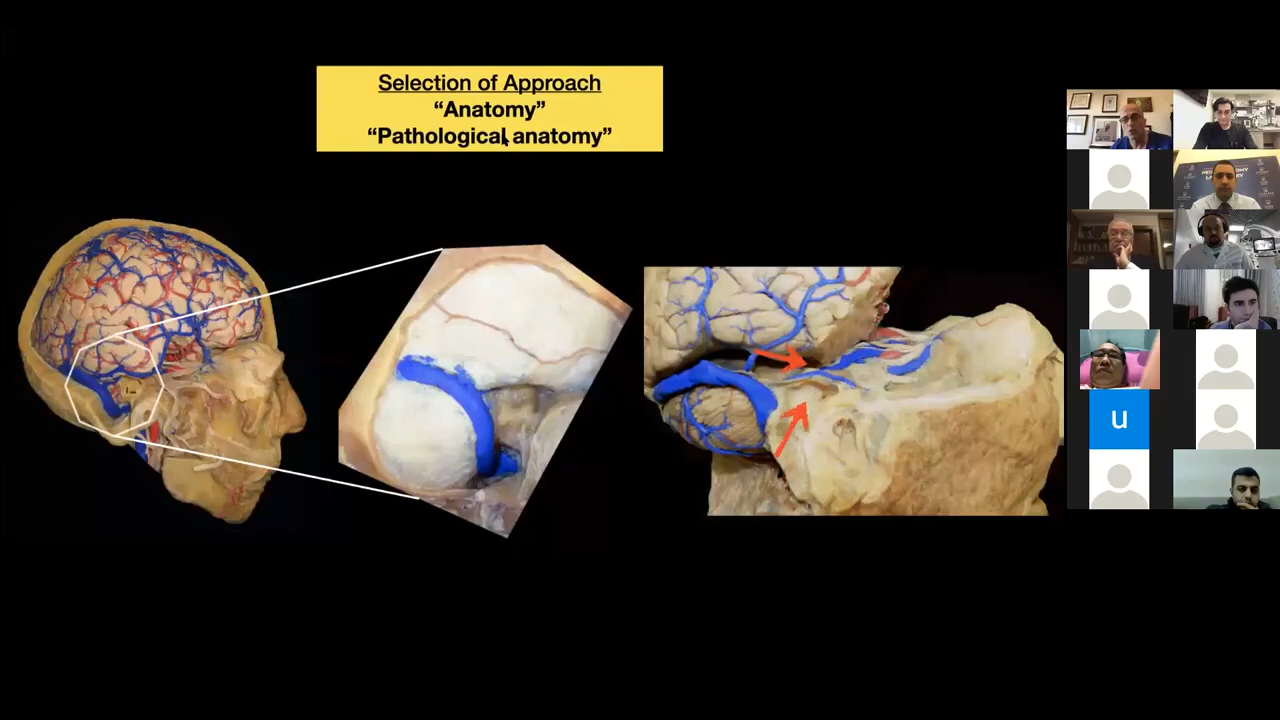 Selection of Approach
“Anatomy”
“Pathological anatomy”
u